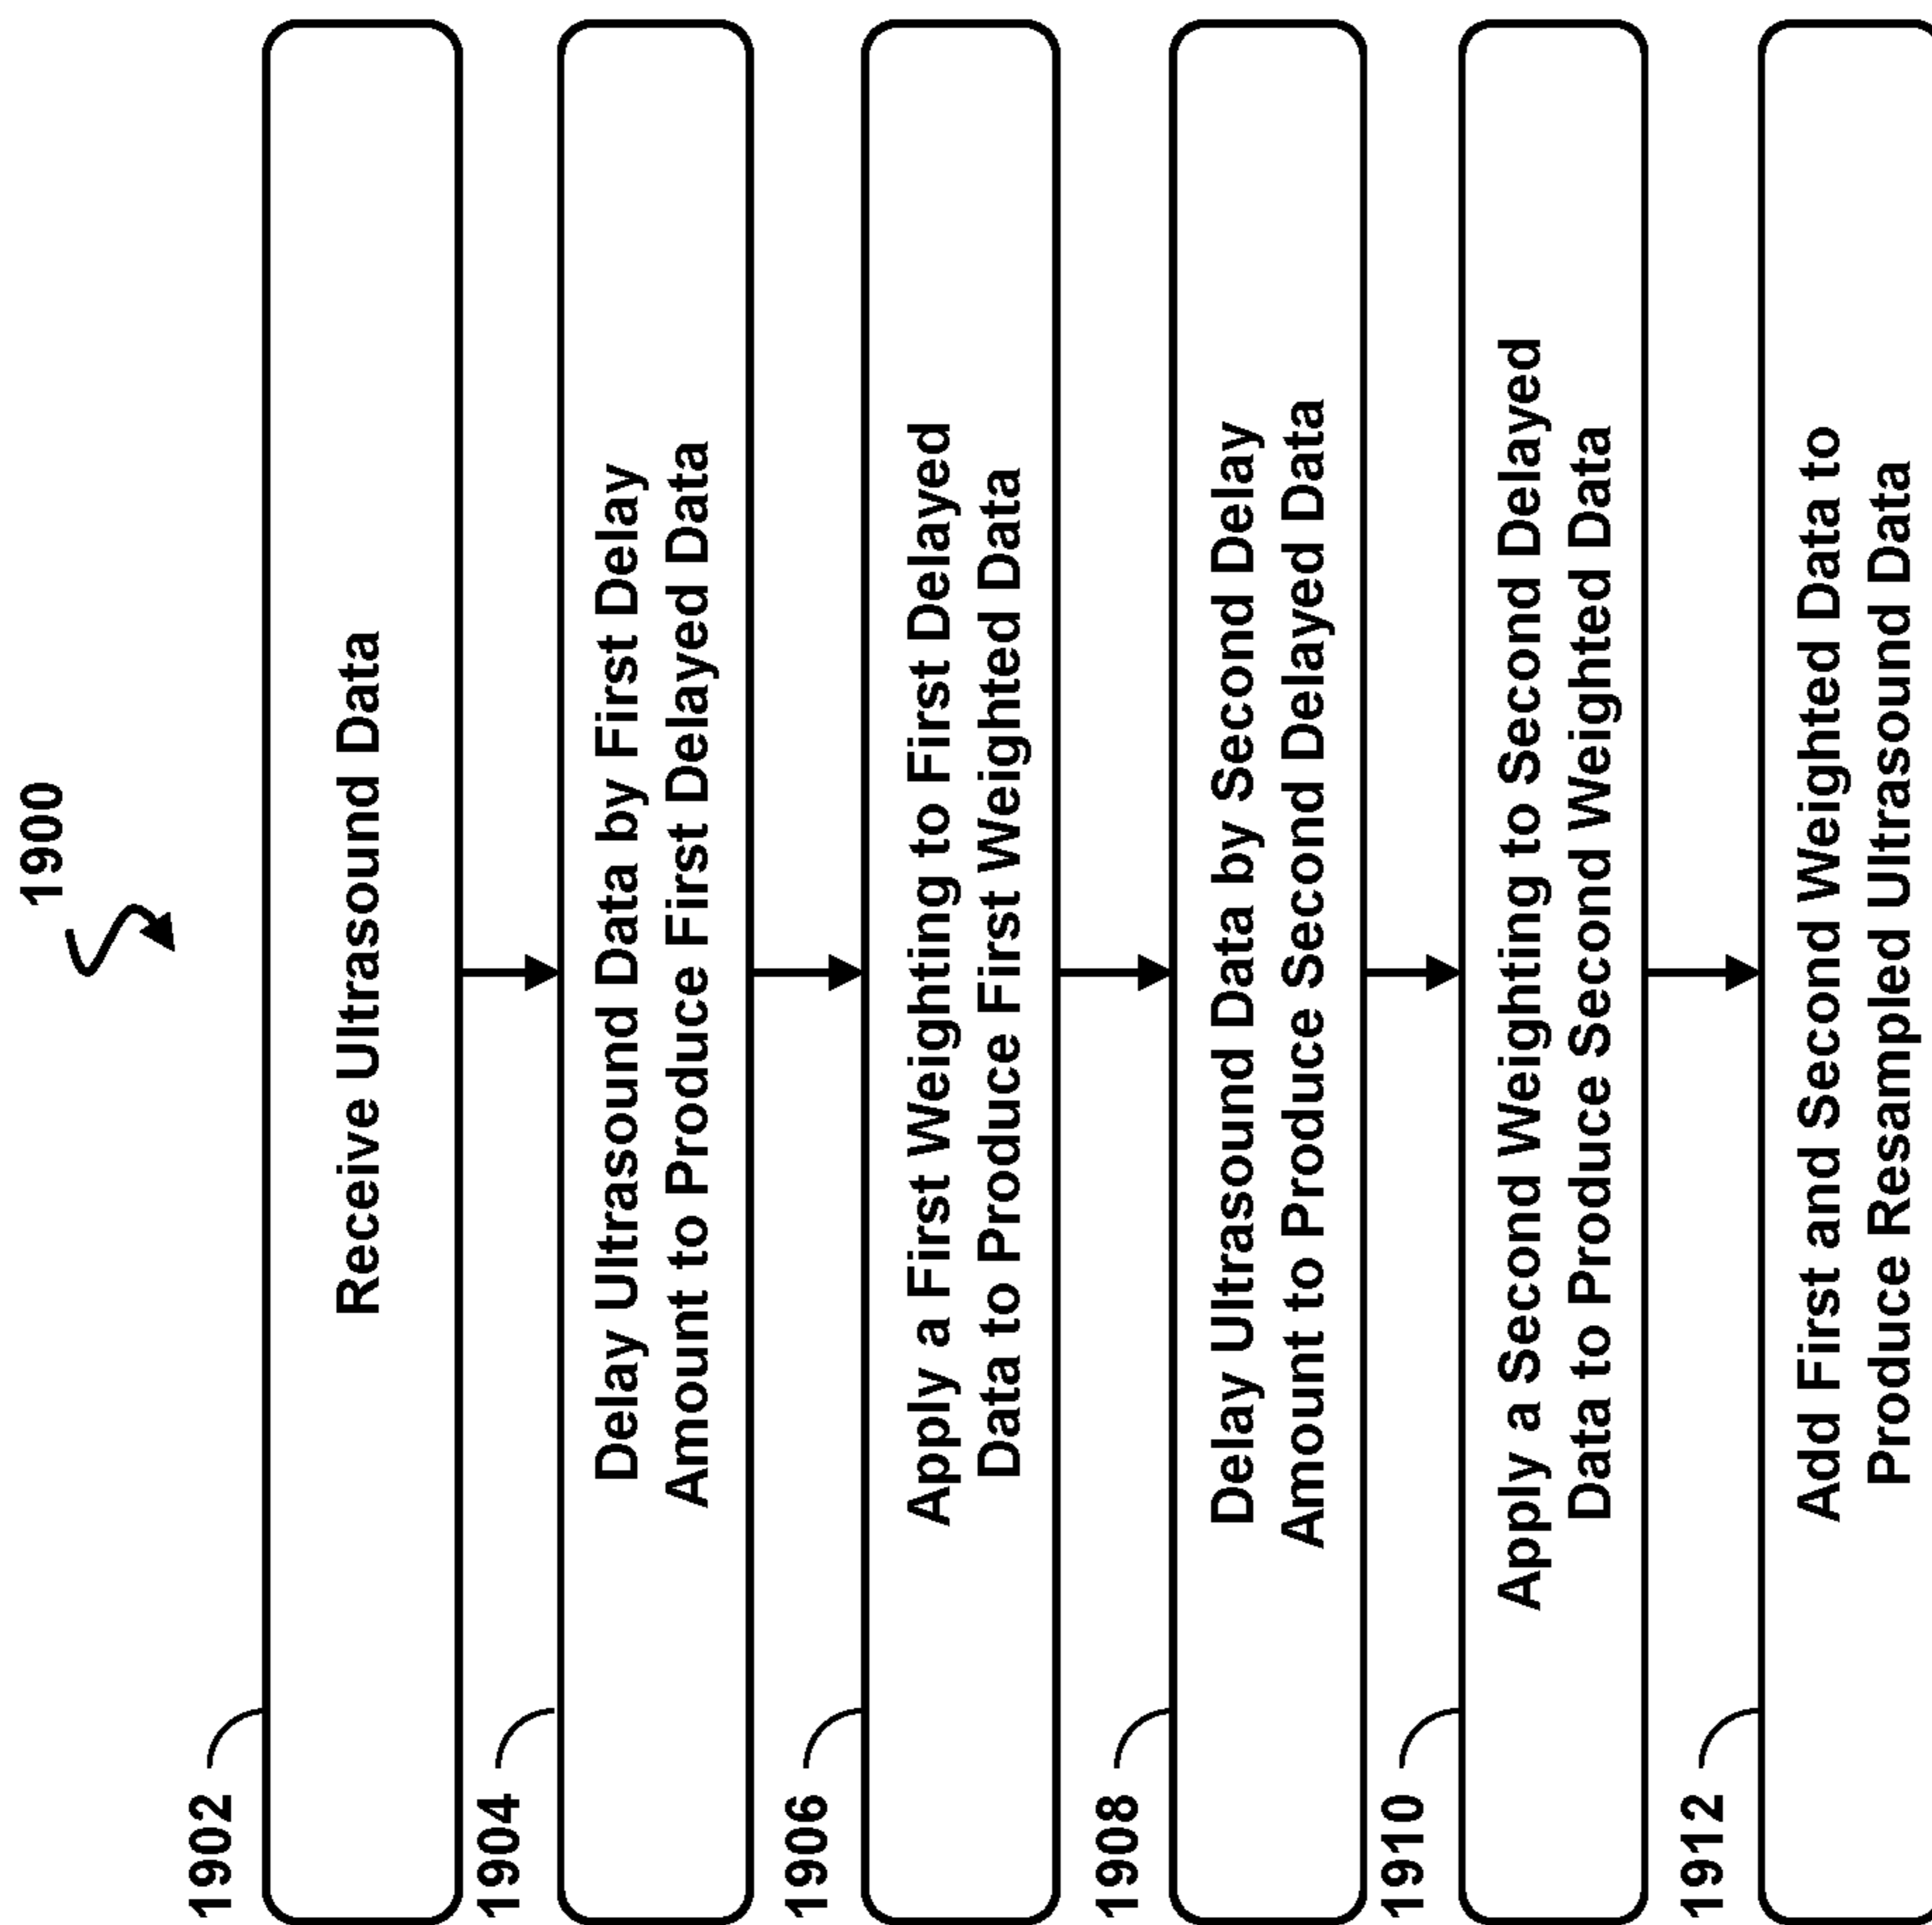 1900
1902
Receive Ultrasound Data
1904
Delay Ultrasound Data by First Delay
Amount to Produce First Delayed Data
1906
Apply a First Weighting to First Delayed
Data to Produce First Weighted Data
1908
Delay Ultrasound Data by Second Delay
Amount to Produce Second Delayed Data
1910
Apply a Second Weighting to Second Delayed
Data to Produce Second Weighted Data
1912
Add First and Second Weighted Data to
Produce Resampled Ultrasound Data